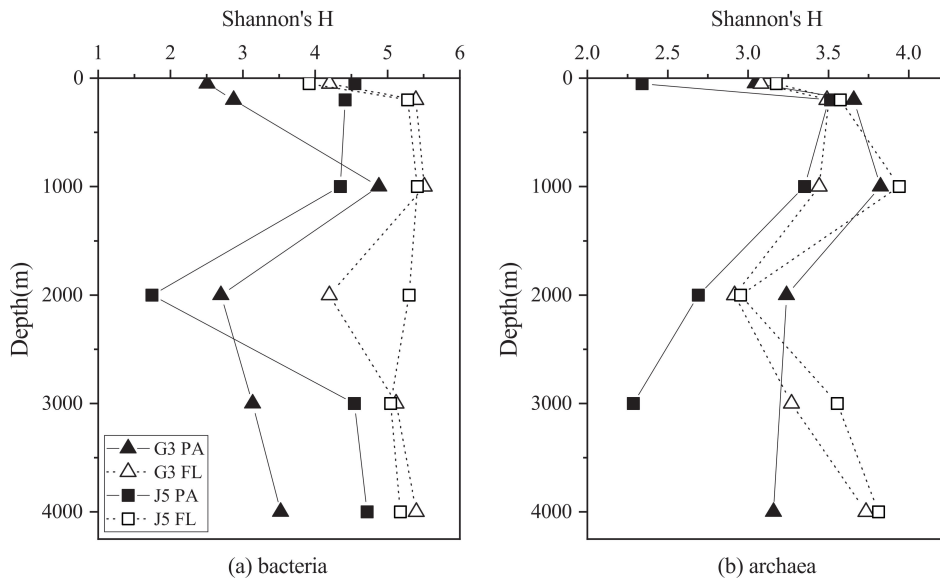 Shannon's H
1 2 3 4 5 6
Depth(m)
0
1000
2000
3000
4000
G3 PA
G3 FL
J5 PA
J5 FL
(a) bacteria
Shannon's H
2.0 2.5 3.0 3.5 4.0
Depth(m)
0
1000
2000
3000
4000
(b) archaea